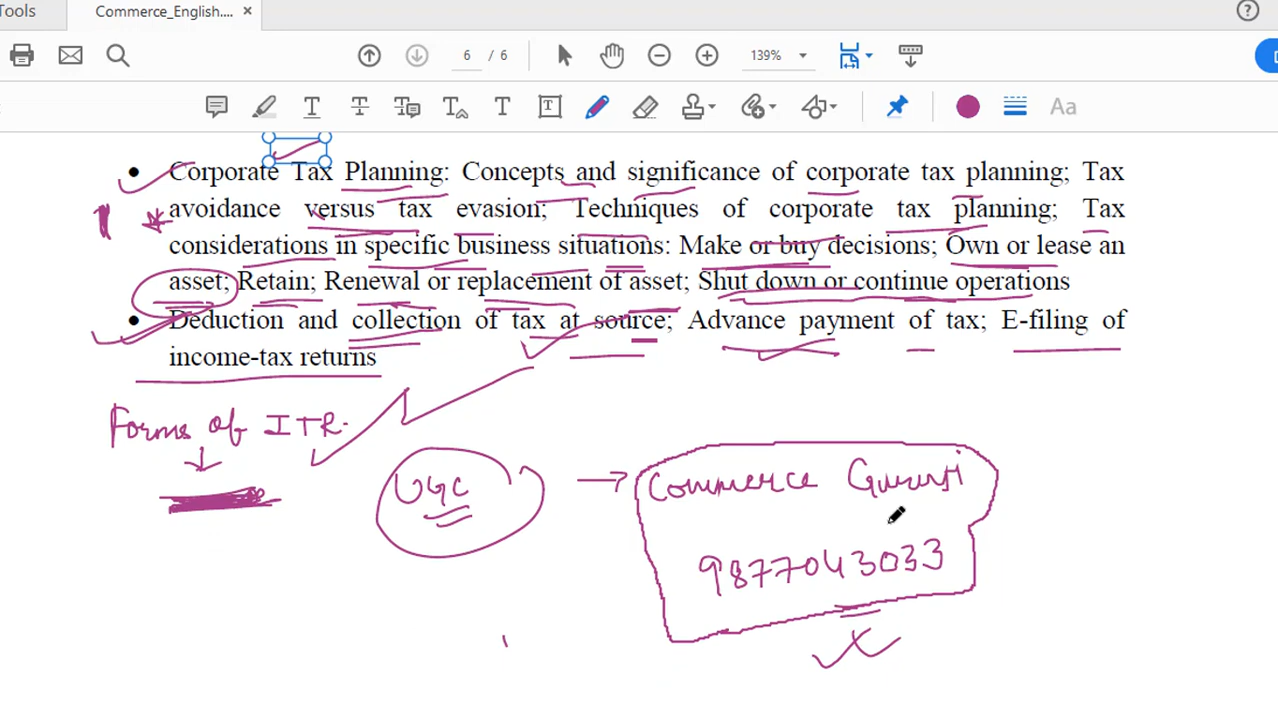 Tools
Commerce_English.... ×
6 / 6
139%
Aa
• Corporate Tax Planning: Concepts and significance of corporate tax planning; Tax
avoidance versus tax evasion; Techniques of corporate tax planning; Tax
considerations in specific business situations: Make or buy decisions; Own or lease an
asset; Retain; Renewal or replacement of asset; Shut down or continue operations
• Deduction and collection of tax at source; Advance payment of tax; E-filing of
income-tax returns
Forms of ITR.
UGC → Commerce Guruji
9877043033